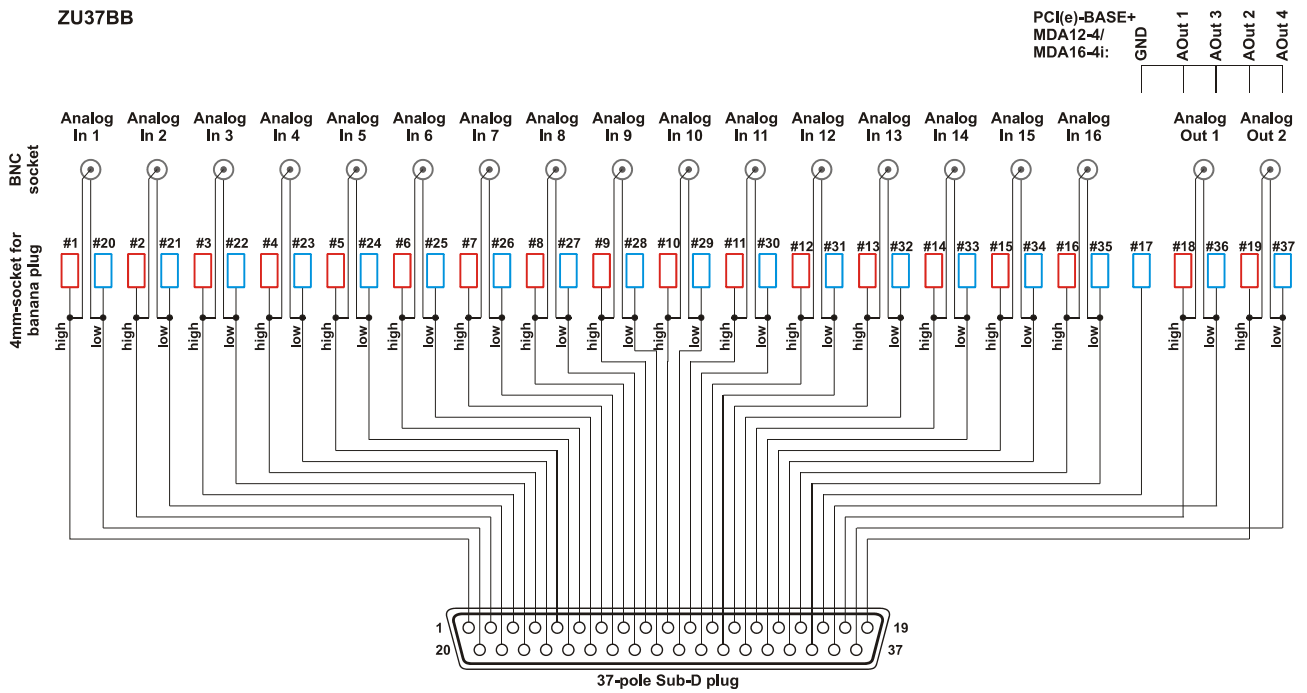 ZU37BB
PCI(e)-BASE+
MDA12-4/
MDA16-4i:
GND
AOut 1
AOut 3
AOut 2
AOut 4
Analog
In 1
Analog
In 2
Analog
In 3
Analog
In 4
Analog
In 5
Analog
In 6
Analog
In 7
Analog
In 8
Analog
In 9
Analog
In 10
Analog
In 11
Analog
In 12
Analog
In 13
Analog
In 14
Analog
In 15
Analog
In 16
Analog
Out 1
Analog
Out 2
BNC
socket
4mm-socket for
banana plug
#1 #20 #2 #21 #3 #22 #4 #23 #5 #24 #6 #25 #7 #26 #8 #27 #9 #28 #10 #29 #11 #30 #12 #31 #13 #32 #14 #33 #15 #34 #16 #35 #17 #18 #36 #19 #37
high low high low high low high low high low high low high low high low high low high low high low high low high low high low high low high low high low high low
1 19
20 37
37-pole Sub-D plug